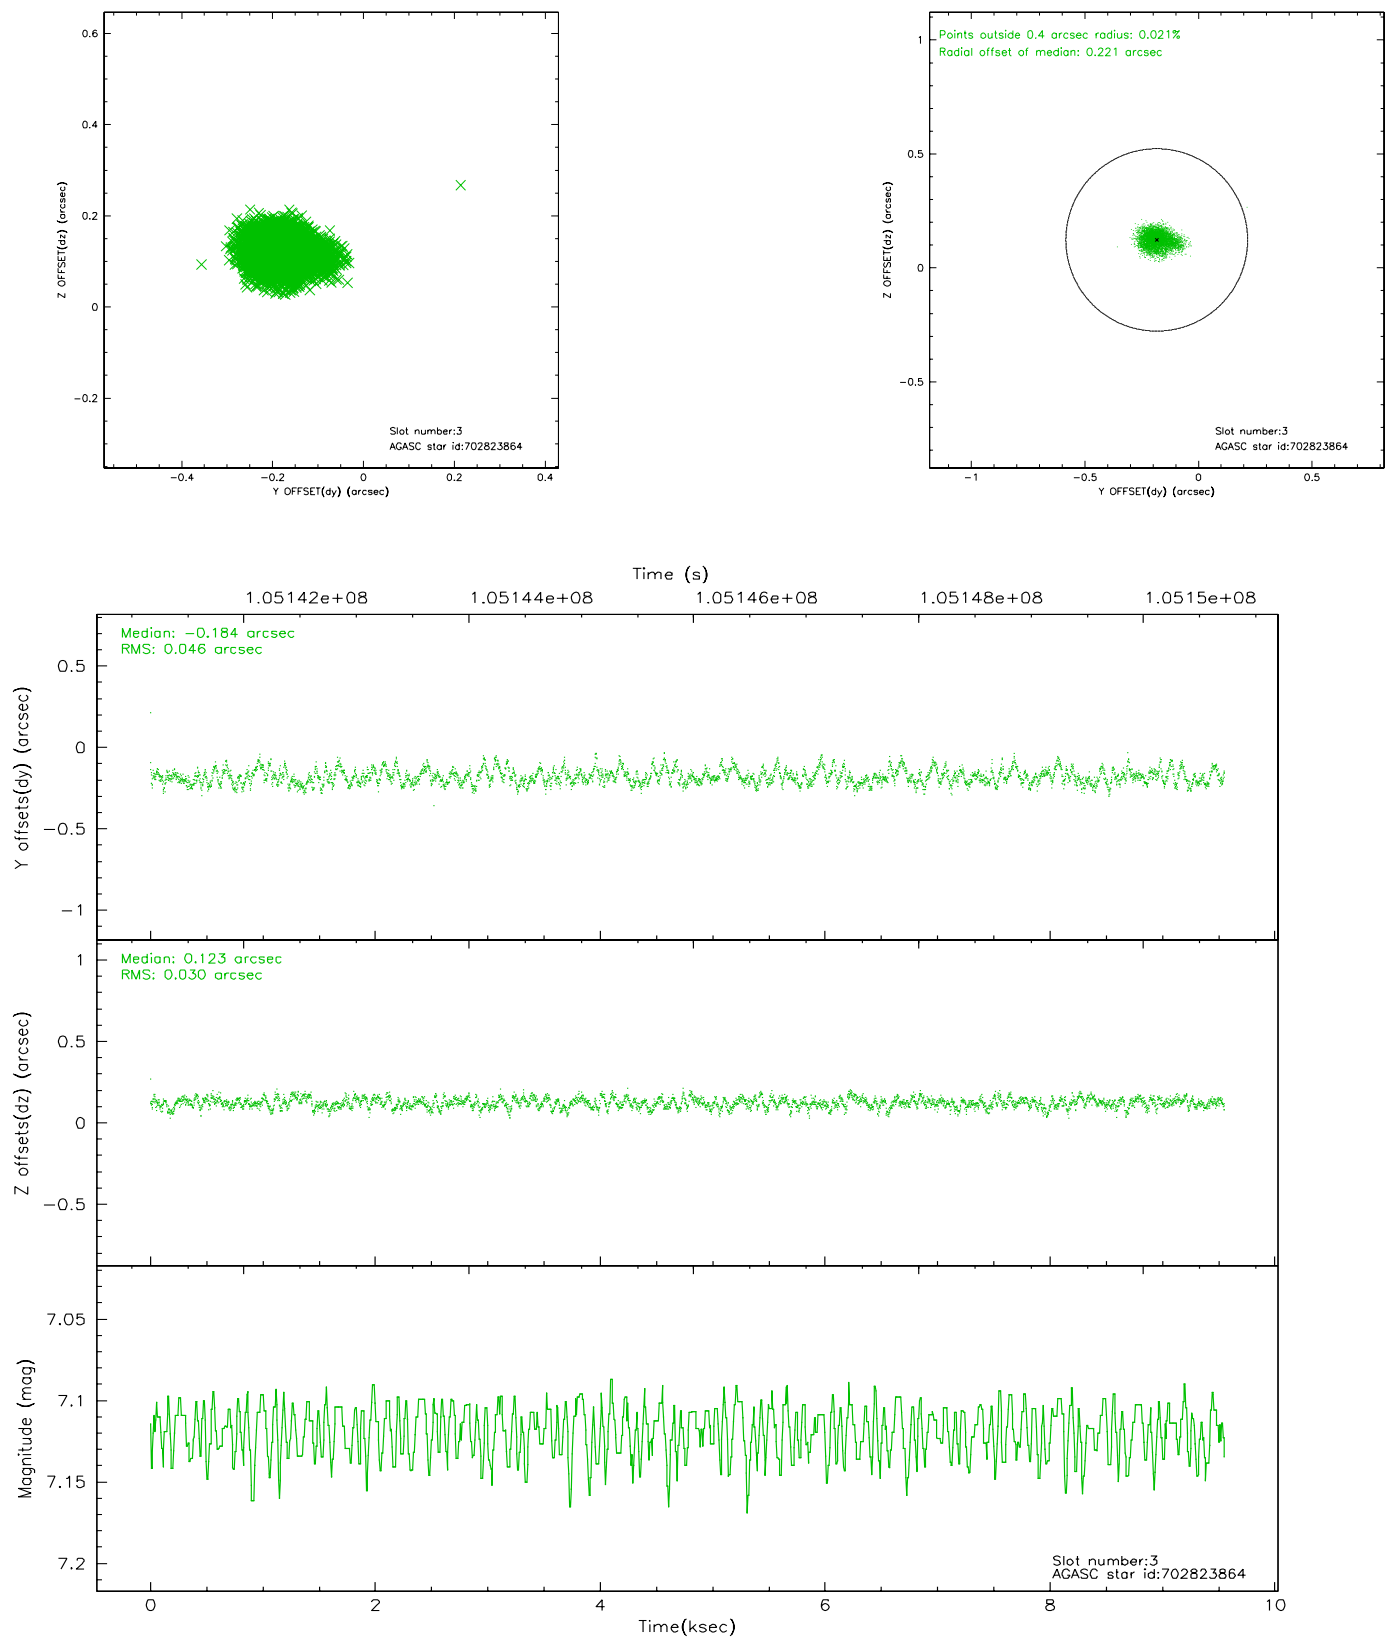 0.6
0.4
0.2
0
−0.2
Z OFFSET(dz) (arcsec)
Slot number:3
AGASC star id:702823864
−0.4 −0.2 0 0.2 0.4
Y OFFSET(dy) (arcsec)
Points outside 0.4 arcsec radius: 0.021%
Radial offset of median: 0.221 arcsec
1
0.5
0
−0.5
Z OFFSET(dz) (arcsec)
Slot number:3
AGASC star id:702823864
−1 −0.5 0 0.5
Y OFFSET(dy) (arcsec)
Time (s)
1.05142e+08 1.05144e+08 1.05146e+08 1.05148e+08 1.0515e+08
Median: −0.184 arcsec
RMS: 0.046 arcsec
0.5
0
−0.5
−1
Y offsets(dy) (arcsec)
Median: 0.123 arcsec
RMS: 0.030 arcsec
1
0.5
0
−0.5
Z offsets(dz) (arcsec)
7.05
7.1
7.15
7.2
Magnitude (mag)
Slot number:3
AGASC star id:702823864
0 2 4 6 8 10
Time(ksec)